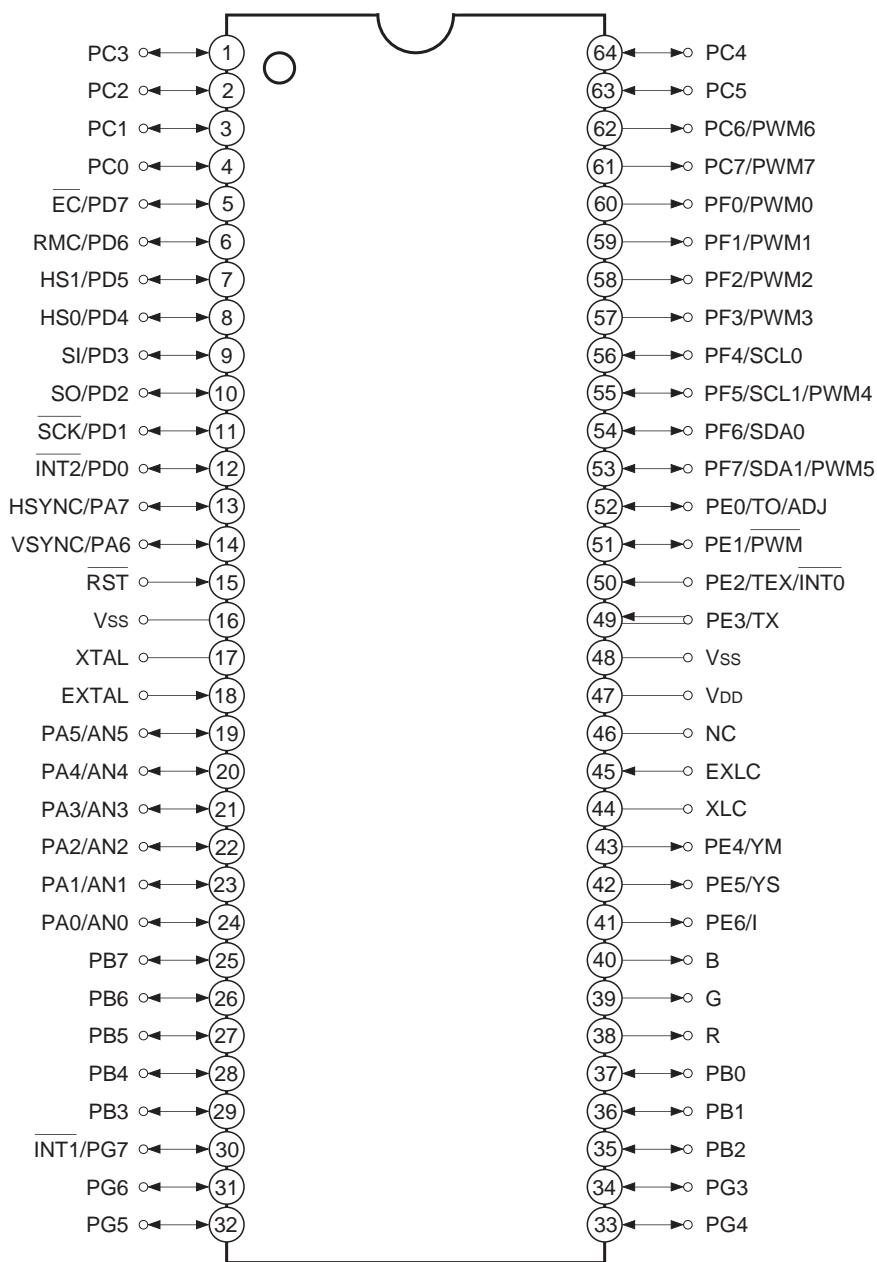 PC3 1 64 PC4
PC2 2 63 PC5
PC1 3 62 PC6/PWM6
PC0 4 61 PC7/PWM7
E̅C̅/PD7 5 60 PF0/PWM0
RMC/PD6 6 59 PF1/PWM1
HS1/PD5 7 58 PF2/PWM2
HS0/PD4 8 57 PF3/PWM3
SI/PD3 9 56 PF4/SCL0
SO/PD2 10 55 PF5/SCL1/PWM4
S̅C̅K̅/PD1 11 54 PF6/SDA0
I̅N̅T̅2̅/PD0 12 53 PF7/SDA1/PWM5
HSYNC/PA7 13 52 PE0/TO/ADJ
VSYNC/PA6 14 51 PE1/P̅W̅M̅
R̅S̅T̅ 15 50 PE2/TEX/I̅N̅T̅0̅
Vss 16 49 PE3/TX
XTAL 17 48 Vss
EXTAL 18 47 VDD
PA5/AN5 19 46 NC
PA4/AN4 20 45 EXLC
PA3/AN3 21 44 XLC
PA2/AN2 22 43 PE4/YM
PA1/AN1 23 42 PE5/YS
PA0/AN0 24 41 PE6/I
PB7 25 40 B
PB6 26 39 G
PB5 27 38 R
PB4 28 37 PB0
PB3 29 36 PB1
I̅N̅T̅1̅/PG7 30 35 PB2
PG6 31 34 PG3
PG5 32 33 PG4